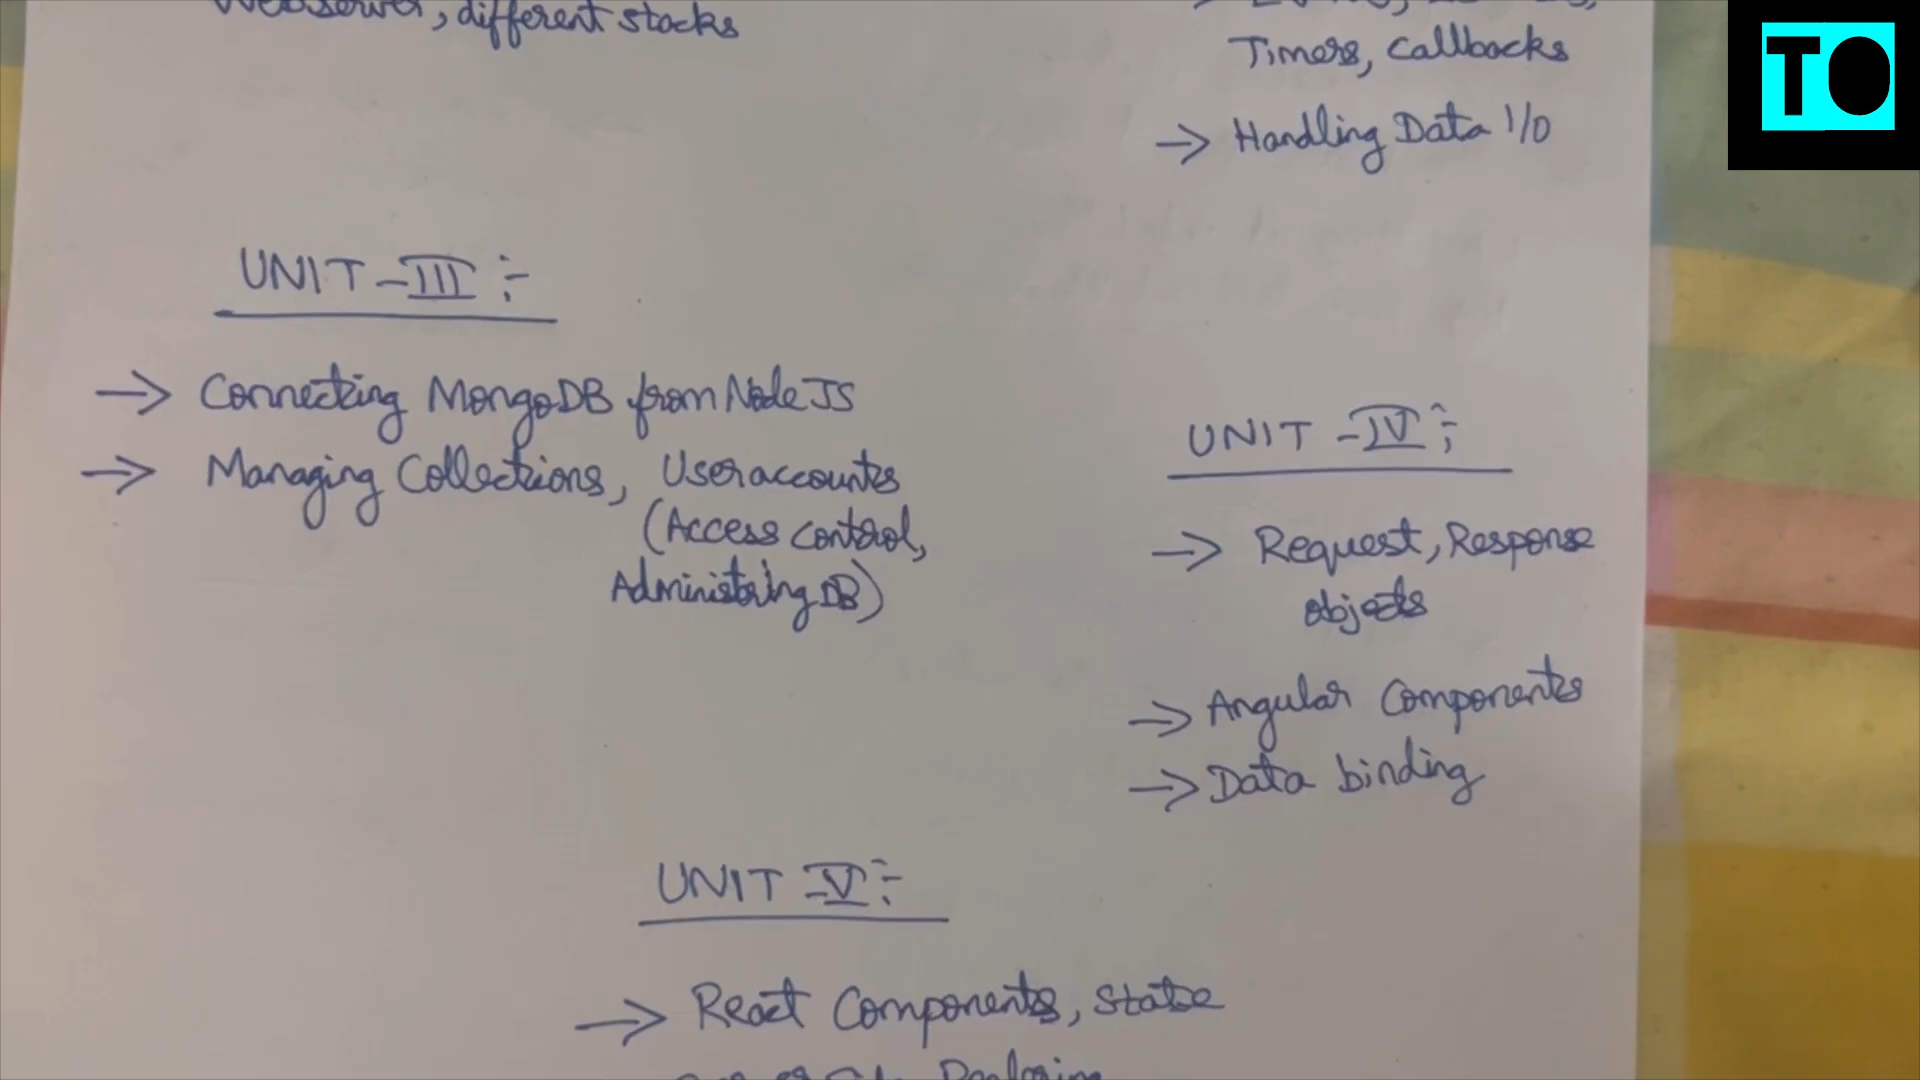 Webserver, different stacks
Timers, Callbacks
→ Handling Data I/O
TO
UNIT - III :-
→ Connecting MongoDB from Node JS
→ Managing Collections, User accounts
(Access control,
Administering DB)
UNIT - IV :-
→ Request, Response
objects
→ Angular Components
→ Data binding
UNIT - V :-
→ React Components, State